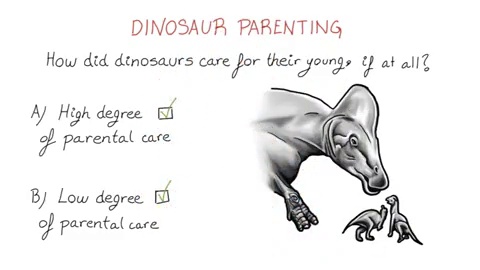 DINOSAUR PARENTING
How did dinosaurs care for their young, if at all?
A) High degree
of parental care
B) Low degree
of parental care